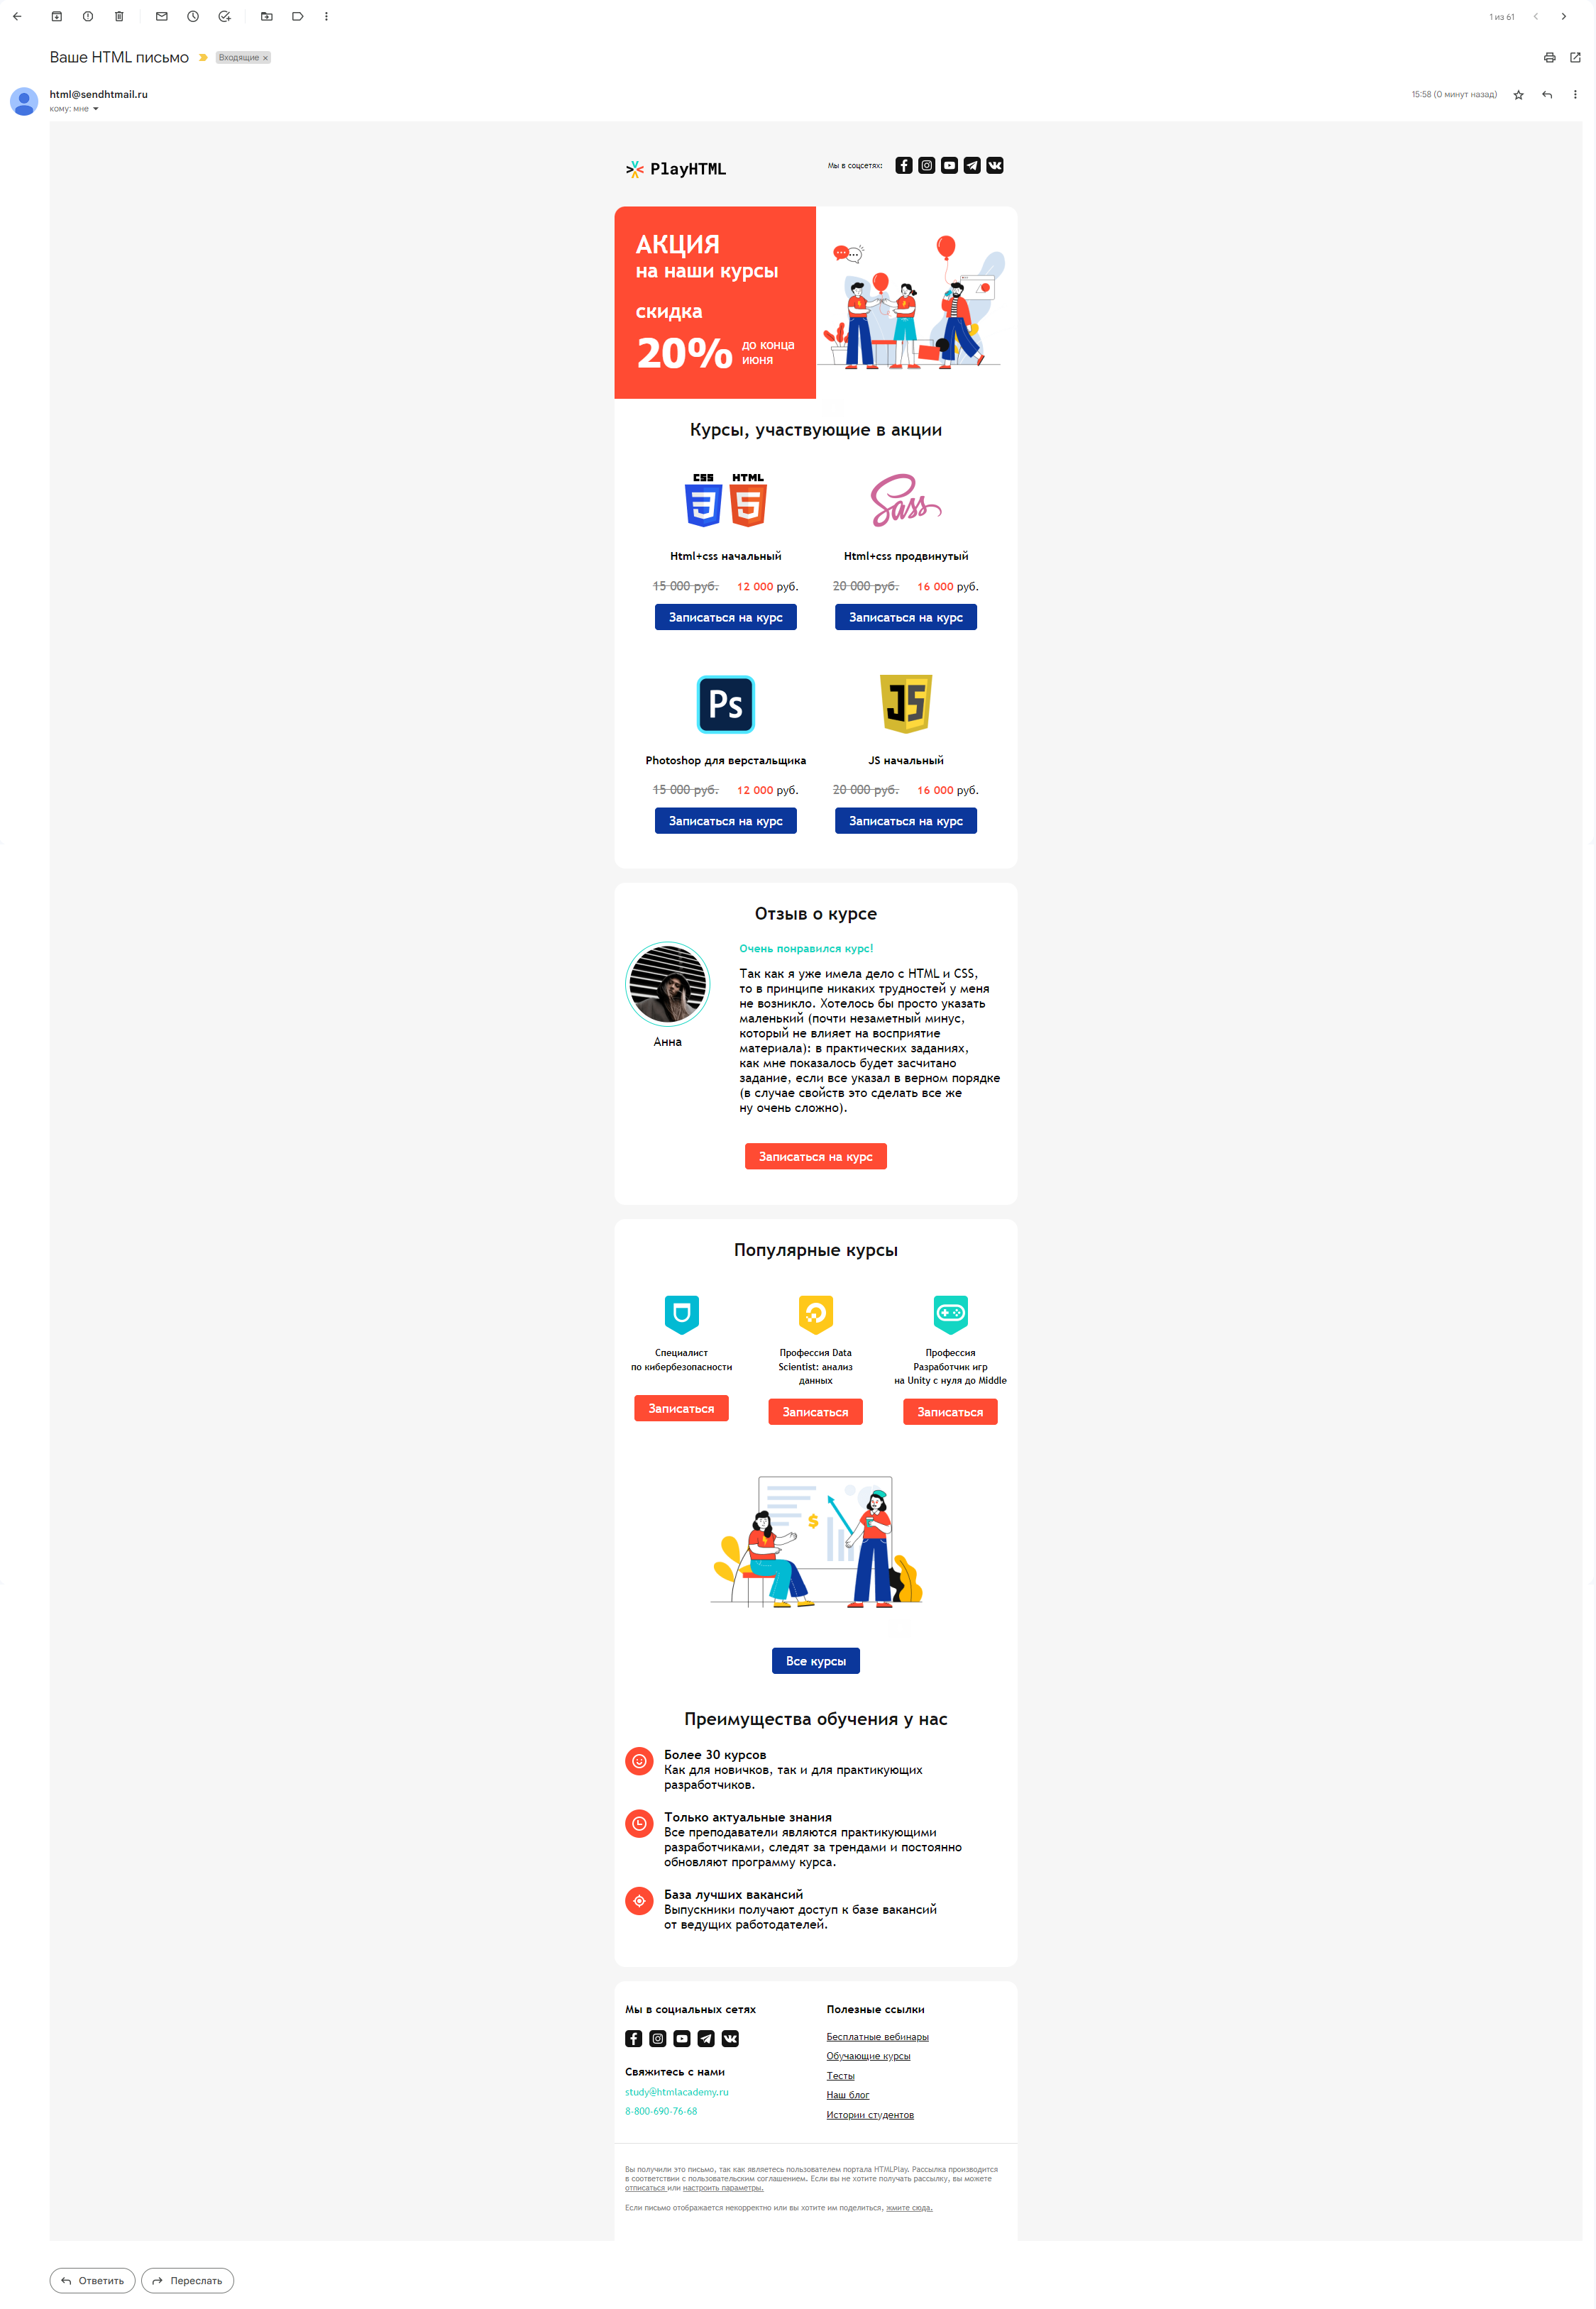 1 из 61
Ваше HTML письмо
Входящие ×
html@sendhtmail.ru
15:58 (0 минут назад)
кому: мне
PlayHTML
Мы в соцсетях:
АКЦИЯ
на наши курсы
скидка
20%
до конца
июня
Курсы, участвующие в акции
CSS
3
HTML
5
Sass
Html+css начальный
Html+css продвинутый
15 000 руб. 12 000 руб.
20 000 руб. 16 000 руб.
Записаться на курс
Записаться на курс
Ps
JS
Photoshop для верстальщика
JS начальный
15 000 руб. 12 000 руб.
20 000 руб. 16 000 руб.
Записаться на курс
Записаться на курс
Отзыв о курсе
Очень понравился курс!
Так как я уже имела дело с HTML и CSS,
то в принципе никаких трудностей у меня
не возникло. Хотелось бы просто указать
маленький (почти незаметный минус,
который не влияет на восприятие
материала): в практических заданиях,
как мне показалось будет засчитано
задание, если все указал в верном порядке
(в случае свойств это сделать все же
ну очень сложно).
Анна
Записаться на курс
Популярные курсы
Специалист
по кибербезопасности
Профессия Data
Scientist: анализ
данных
Профессия
Разработчик игр
на Unity с нуля до Middle
Записаться
Записаться
Записаться
$
Все курсы
Преимущества обучения у нас
Более 30 курсов
Как для новичков, так и для практикующих
разработчиков.
Только актуальные знания
Все преподаватели являются практикующими
разработчиками, следят за трендами и постоянно
обновляют программу курса.
База лучших вакансий
Выпускники получают доступ к базе вакансий
от ведущих работодателей.
Мы в социальных сетях
Свяжитесь с нами
study@htmlacademy.ru
8-800-690-76-68
Полезные ссылки
Бесплатные вебинары
Обучающие курсы
Тесты
Наш блог
Истории студентов
Вы получили это письмо, так как являетесь пользователем портала HTMLPlay. Рассылка производится
в соответствии с пользовательским соглашением. Если вы не хотите получать рассылку, вы можете
отписаться или настроить параметры.
Если письмо отображается некорректно или вы хотите им поделиться, жмите сюда.
Ответить
Переслать